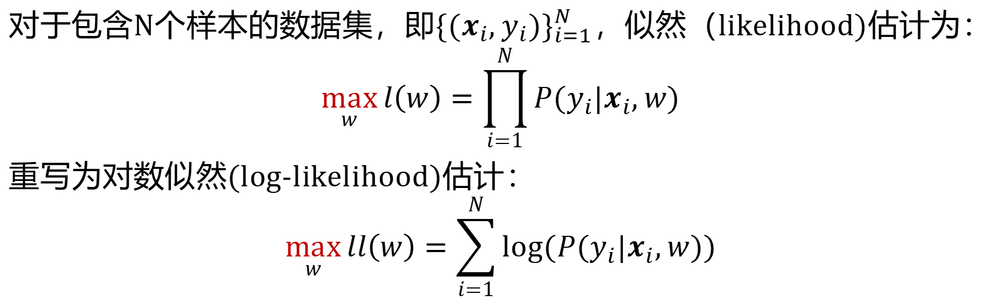 对于包含N个样本的数据集，即{(𝒙ᵢ, yᵢ)}ᵢ₌₁ᴺ，似然（likelihood)估计为：
max_w l(w) = ∏_{i=1}^{N} P(yᵢ|𝒙ᵢ, w)
重写为对数似然(log-likelihood)估计：
max_w ll(w) = ∑_{i=1}^{N} log(P(yᵢ|𝒙ᵢ, w))